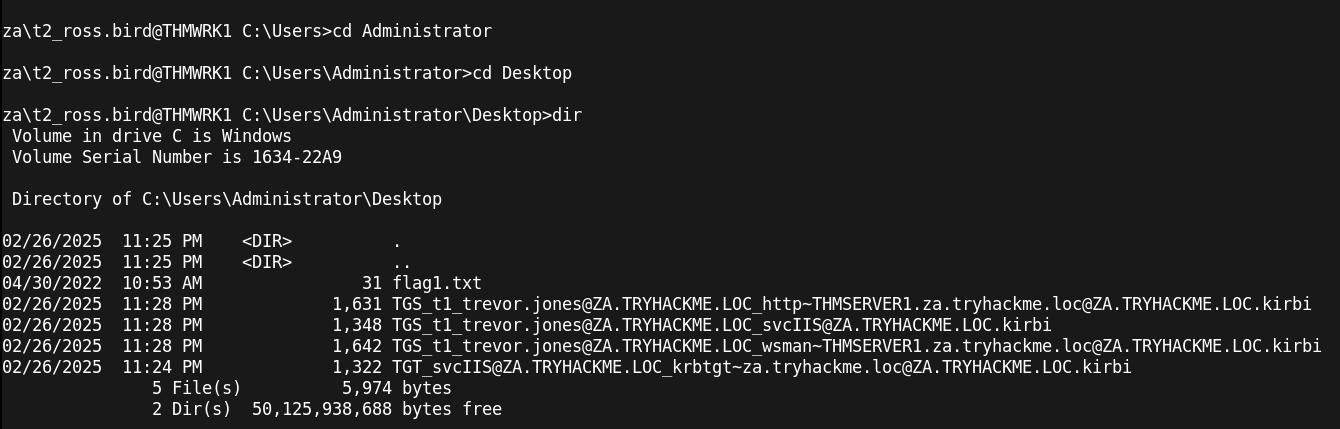 za\t2_ross.bird@THMWRK1 C:\Users>cd Administrator
za\t2_ross.bird@THMWRK1 C:\Users\Administrator>cd Desktop
za\t2_ross.bird@THMWRK1 C:\Users\Administrator\Desktop>dir
 Volume in drive C is Windows
 Volume Serial Number is 1634-22A9
 Directory of C:\Users\Administrator\Desktop
02/26/2025  11:25 PM    <DIR>          .
02/26/2025  11:25 PM    <DIR>          ..
04/30/2022  10:53 AM                31 flag1.txt
02/26/2025  11:28 PM             1,631 TGS_t1_trevor.jones@ZA.TRYHACKME.LOC_http~THMSERVER1.za.tryhackme.loc@ZA.TRYHACKME.LOC.kirbi
02/26/2025  11:28 PM             1,348 TGS_t1_trevor.jones@ZA.TRYHACKME.LOC_svcIIS@ZA.TRYHACKME.LOC.kirbi
02/26/2025  11:28 PM             1,642 TGS_t1_trevor.jones@ZA.TRYHACKME.LOC_wsman~THMSERVER1.za.tryhackme.loc@ZA.TRYHACKME.LOC.kirbi
02/26/2025  11:24 PM             1,322 TGT_svcIIS@ZA.TRYHACKME.LOC_krbtgt~za.tryhackme.loc@ZA.TRYHACKME.LOC.kirbi
               5 File(s)          5,974 bytes
               2 Dir(s)  50,125,938,688 bytes free